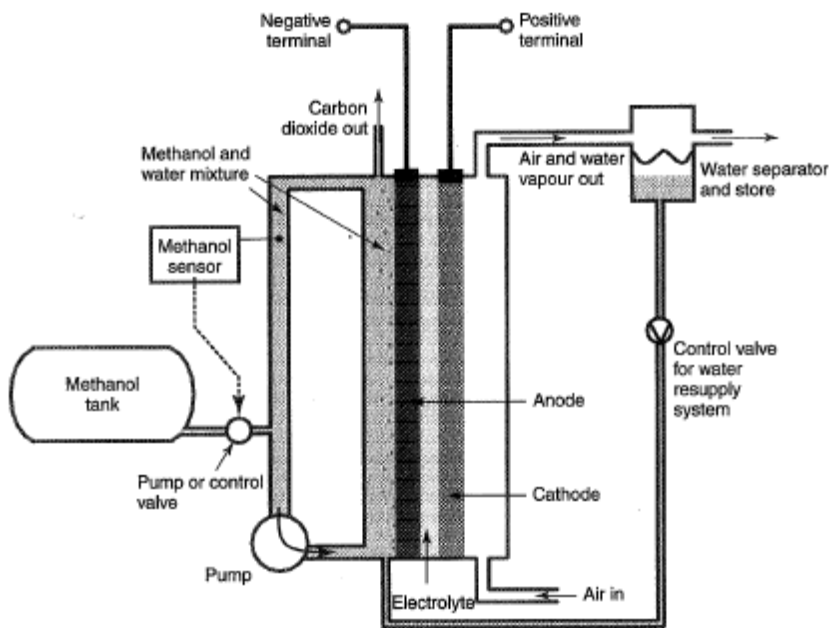 Negative
terminal
Positive
terminal
Carbon
dioxide out
Methanol and
water mixture
Air and water
vapour out
Water separator
and store
Methanol
sensor
Methanol
tank
Control valve
for water
resupply
system
Anode
Pump or control
valve
Cathode
Pump
Electrolyte
Air in